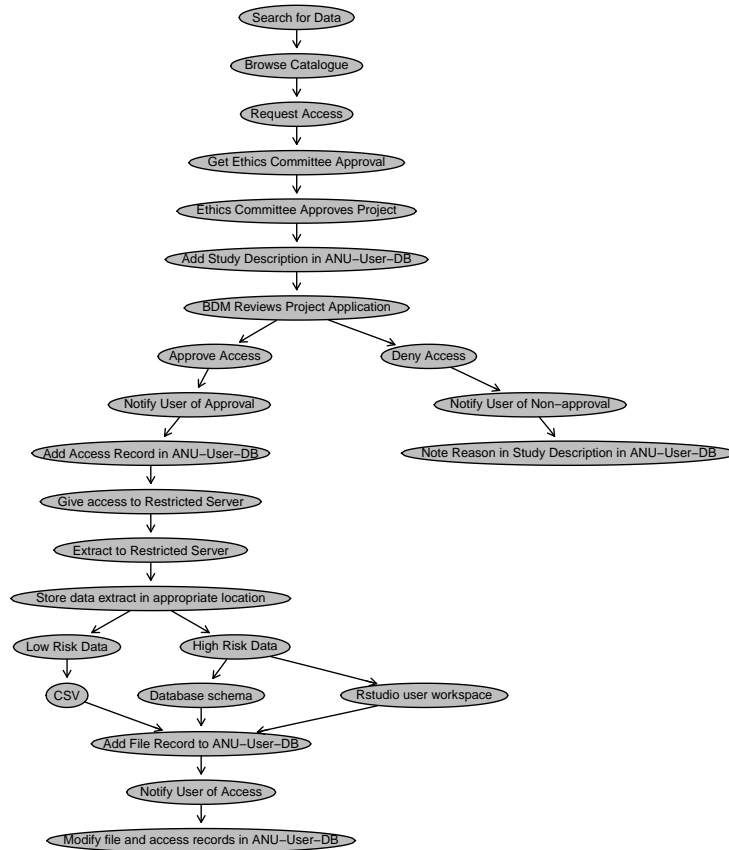 Search for Data
Browse Catalogue
Request Access
Get Ethics Committee Approval
Ethics Committee Approves Project
Add Study Description in ANU−User−DB
BDM Reviews Project Application
Approve Access
Deny Access
Notify User of Approval
Notify User of Non−approval
Add Access Record in ANU−User−DB
Note Reason in Study Description in ANU−User−DB
Give access to Restricted Server
Extract to Restricted Server
Store data extract in appropriate location
Low Risk Data
High Risk Data
CSV
Database schema
Rstudio user workspace
Add File Record to ANU−User−DB
Notify User of Access
Modify file and access records in ANU−User−DB